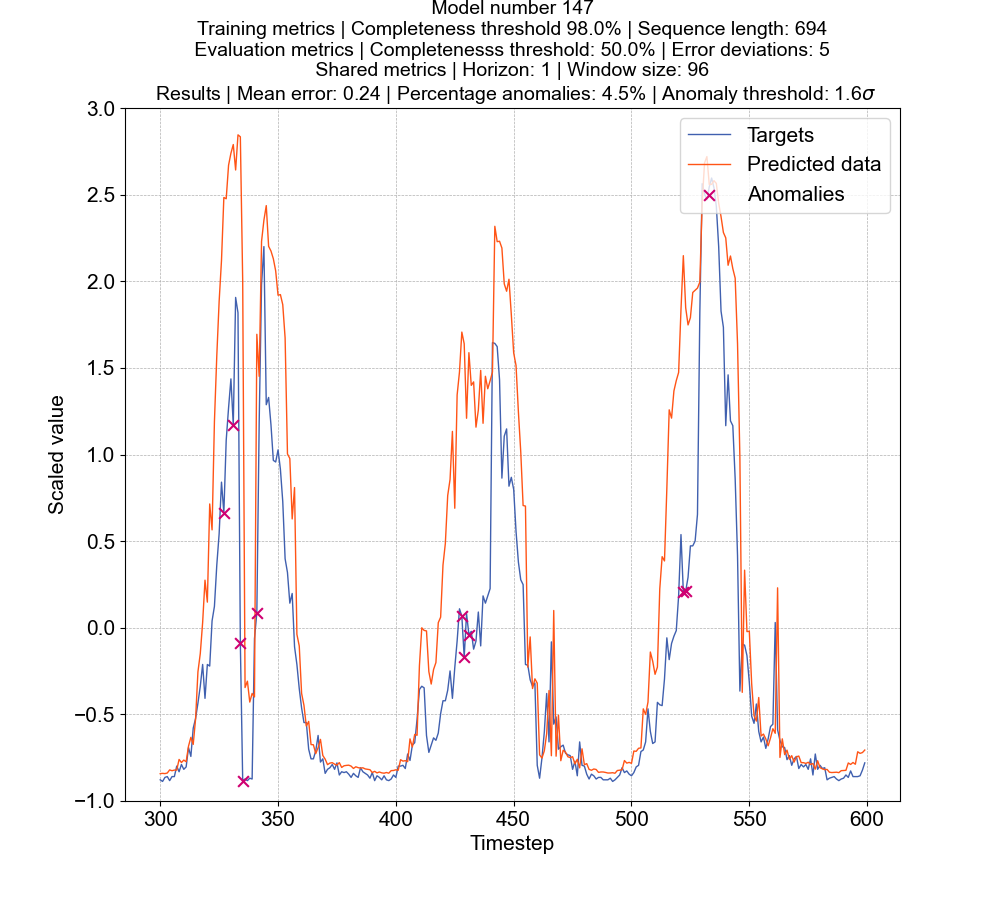 Model number 147
Training metrics | Completeness threshold 98.0% | Sequence length: 694
Evaluation metrics | Completenesss threshold: 50.0% | Error deviations: 5
Shared metrics | Horizon: 1 | Window size: 96
Results | Mean error: 0.24 | Percentage anomalies: 4.5% | Anomaly threshold: 1.6σ
Targets
Predicted data
Anomalies
3.0
2.5
2.0
1.5
1.0
0.5
0.0
−0.5
−1.0
Scaled value
300 350 400 450 500 550 600
Timestep